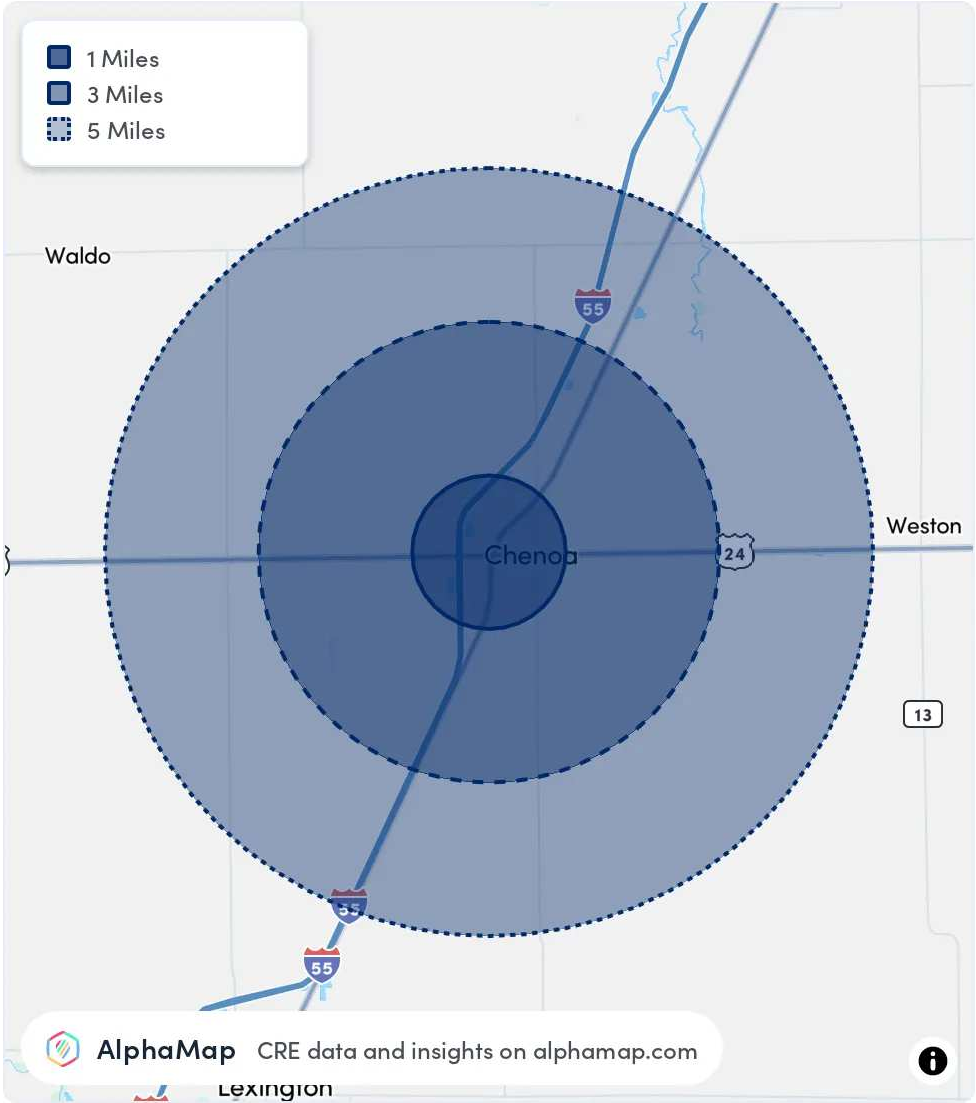 1 Miles
3 Miles
5 Miles
Waldo
55
Weston
Chenoa
24
13
55
55
AlphaMap CRE data and insights on alphamap.com
Lexington